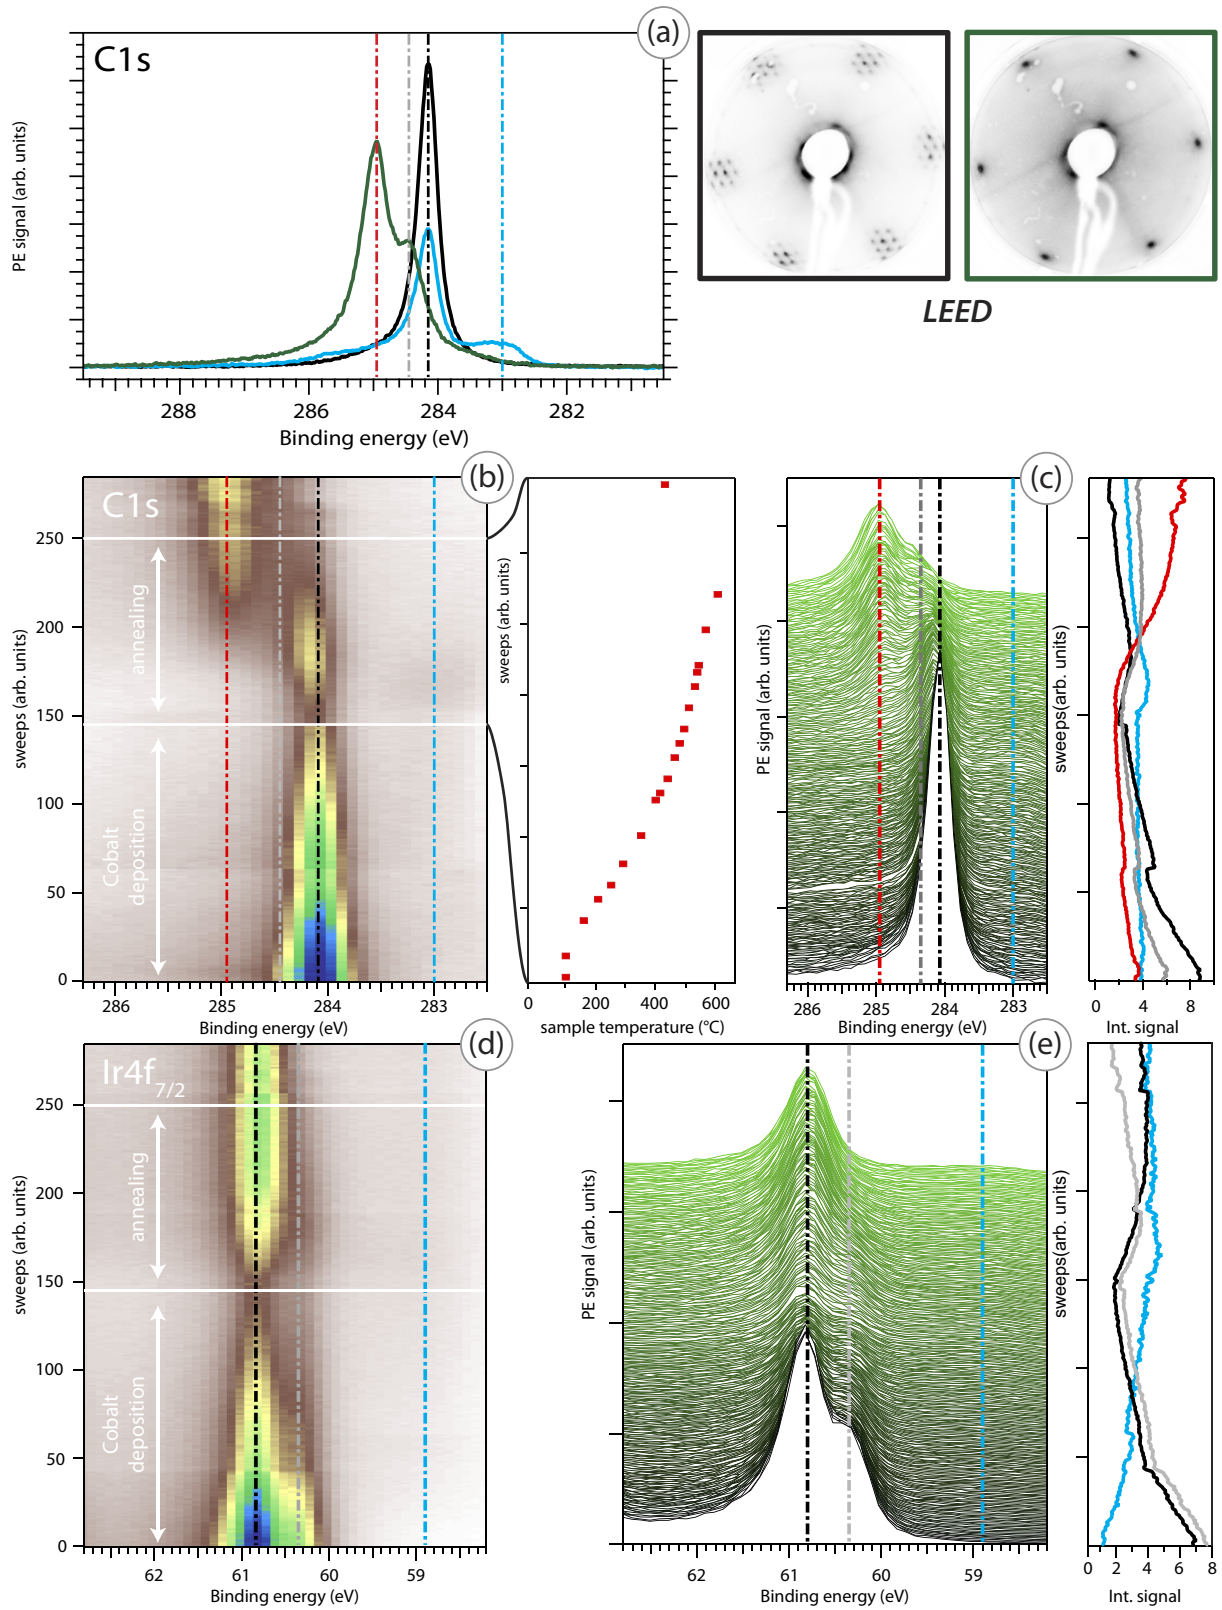 (a)
C1s
PE signal (arb. units)
288 286 284 282
Binding energy (eV)
LEED
(b)
C1s
sweeps (arb. units)
250
200
150
100
50
0
annealing
Cobalt
deposition
286 285 284 283
Binding energy (eV)
sweeps (arb. units)
0 200 400 600
sample temperature (°C)
(c)
PE signal (arb. units)
286 285 284 283
Binding energy (eV)
sweeps(arb. units)
0 4 8
Int. signal
(d)
Ir4f7/2
sweeps (arb. units)
250
200
150
100
50
0
annealing
Cobalt
deposition
62 61 60 59
Binding energy (eV)
(e)
PE signal (arb. units)
62 61 60 59
Binding energy (eV)
sweeps(arb. units)
0 2 4 6 8
Int. signal